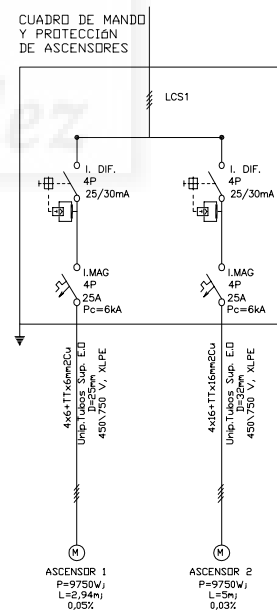 CUADRO DE MANDO
Y PROTECCIÓN
DE ASCENSORES
LCS1
I. DIF.
4P
25/30mA
I. DIF.
4P
25/30mA
I.MAG
4P
25A
Pc=6kA
I.MAG
4P
25A
Pc=6kA
4x6+TTx6mm2Cu
Unip.Tubos Sup. E.O
D=25mm
450\750 V, XLPE
4x16+TTx16mm2Cu
Unip.Tubos Sup. E.O
D=32mm
450\750 V, XLPE
M
M
ASCENSOR 1
P=9750W;
L=2,94m;
0,05%
ASCENSOR 2
P=9750W;
L=5m;
0,03%